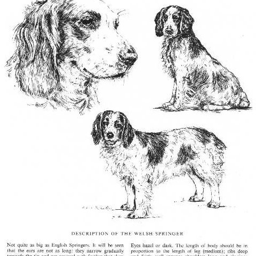 DESCRIPTION OF THE WELSH SPRINGER
Not quite as big as English Springers. It will be seen
that the ears are not as long: they narrow gradually
Eyes hazel or dark. The length of body should be in
proportion to the length of leg (medium); ribs deep